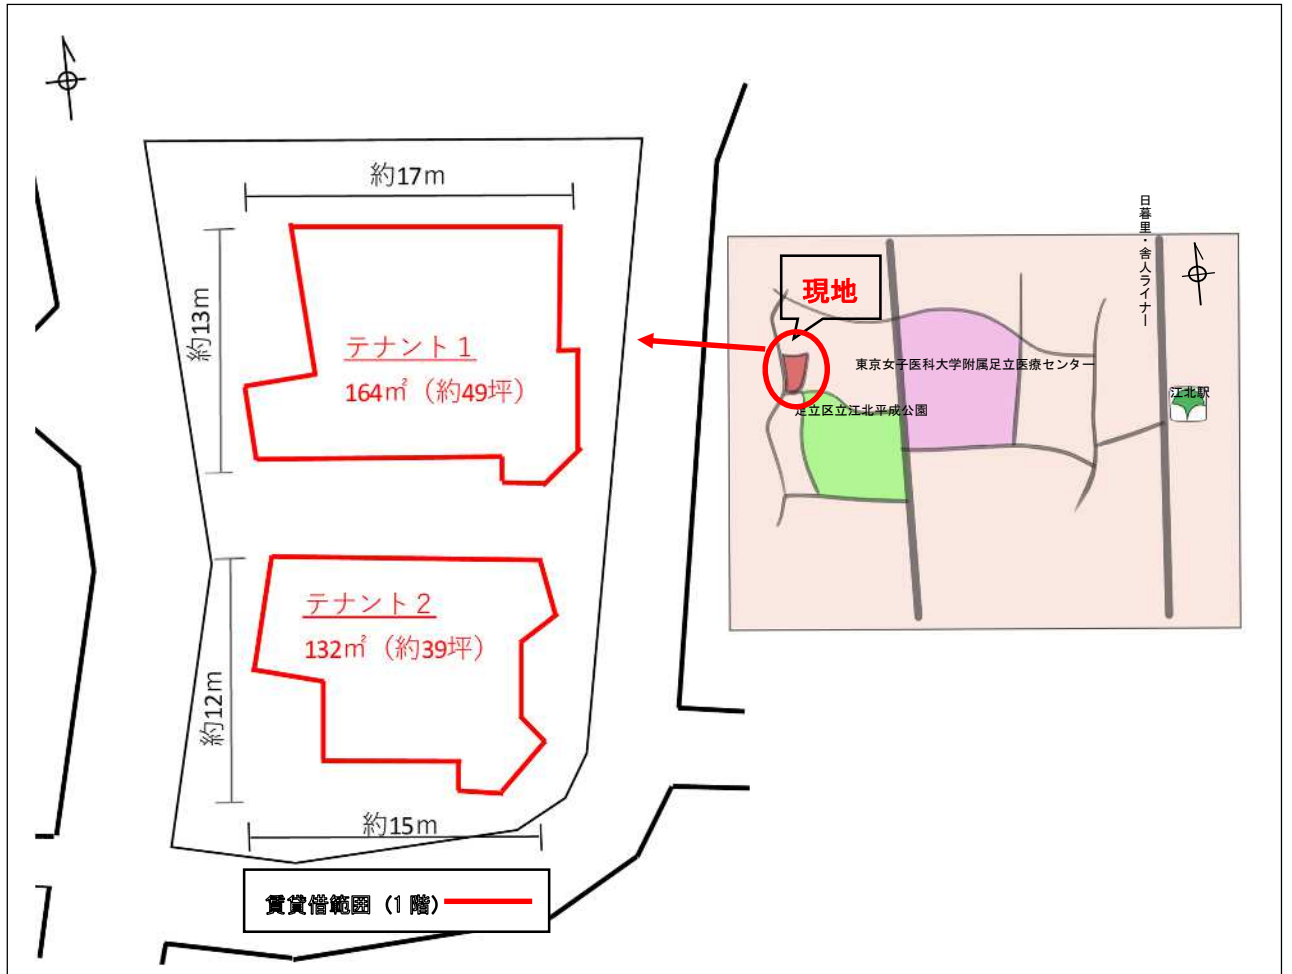 約17m
約13m
テナント１
164㎡（約49坪）
テナント２
132㎡（約39坪）
約12m
約15m
賃貸借範囲（1階）
現地
日暮里・舎人ライナー
東京女子医科大学附属足立医療センター
足立区立江北平成公園
江北駅